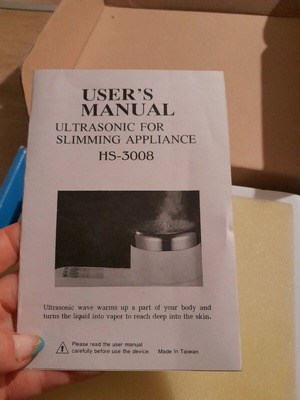 USER'S
MANUAL
ULTRASONIC FOR
SLIMMING APPLIANCE
HS-3008
Ultrasonic wave warms up a part of your body and
turns the liquid into vapor to reach deep into the skin.
Please read the user manual
carefully before use the device. Made In Taiwan